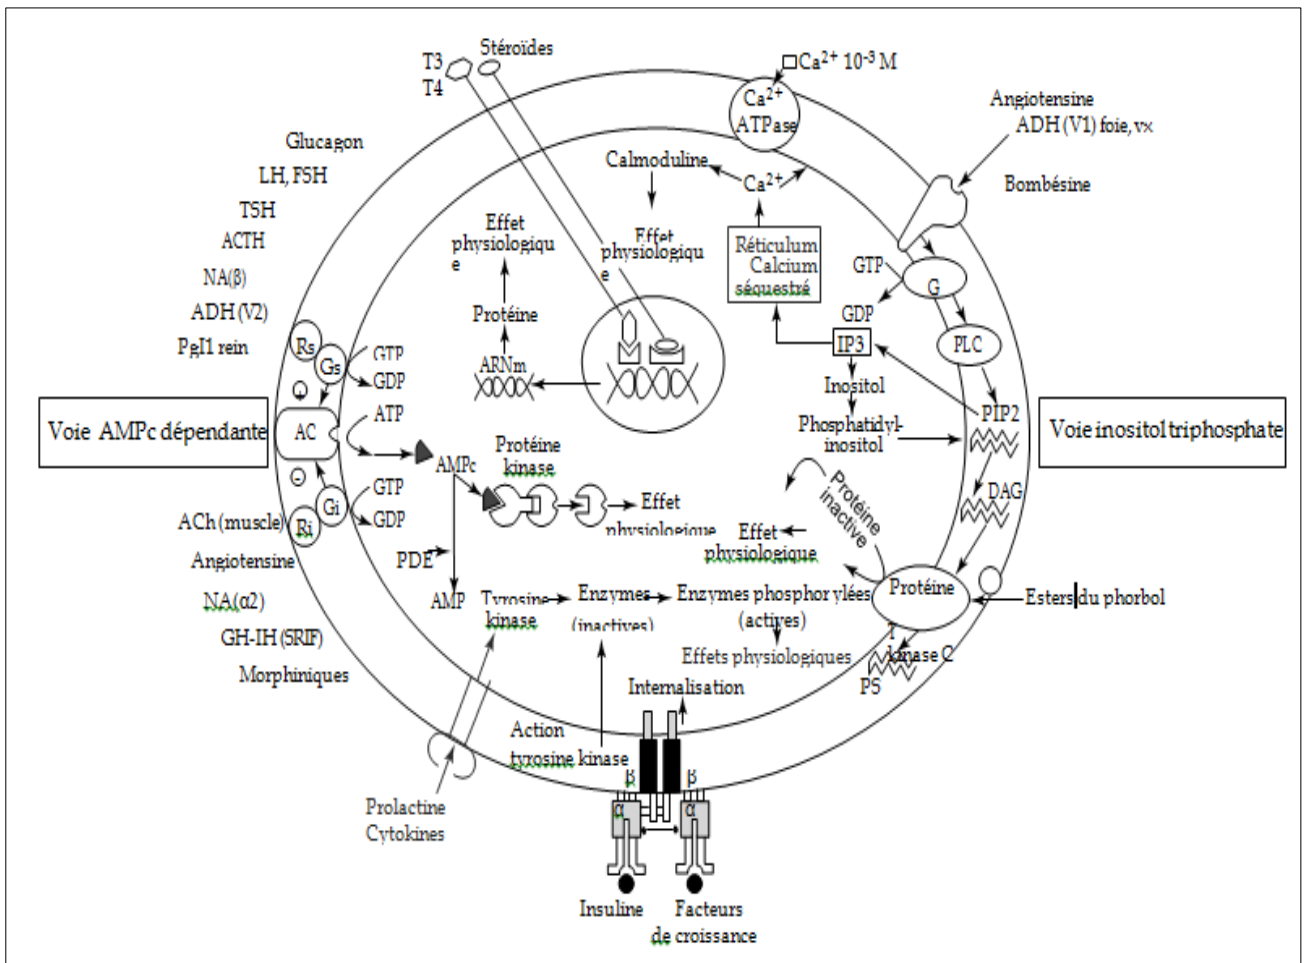 T3
T4
Stéroïdes
Ca2+ 10-3 M
Ca2+
ATPase
Angiotensine
ADH (V1) foie, vx
Bombésine
Glucagon
LH, FSH
TSH
ACTH
NA(β)
ADH (V2)
PgI1 rein
Calmoduline
Ca2+
Effet
physiologiqu
e
Effet
physiologiqu
e
Réticulum
Calcium
séquestré
GTP
G
GDP
Protéine
ARNm
IP3
PLC
Inositol
Phosphatidyl-
inositol
PIP2
DAG
Rs
Gs
GTP
GDP
ATP
AC
Voie AMPc dépendante
Voie inositol triphosphate
+
-
AMPc
Protéine
kinase
Effet
physiologique
GTP
GDP
Gi
Ri
PDE
AMP
ACh (muscle)
Angiotensine
NA(α2)
GH-IH (SRIF)
Morphiniques
Protéine
inactive
Effet
physiologique
Tyrosine
kinase
Enzymes
(inactives)
Enzymes phosphorylées
(actives)
Effets physiologiques
Protéine
?
kinase C
PS
Esters du phorbol
Internalisation
Action
tyrosine kinase
β
β
α
α
Prolactine
Cytokines
Insuline
Facteurs
de croissance